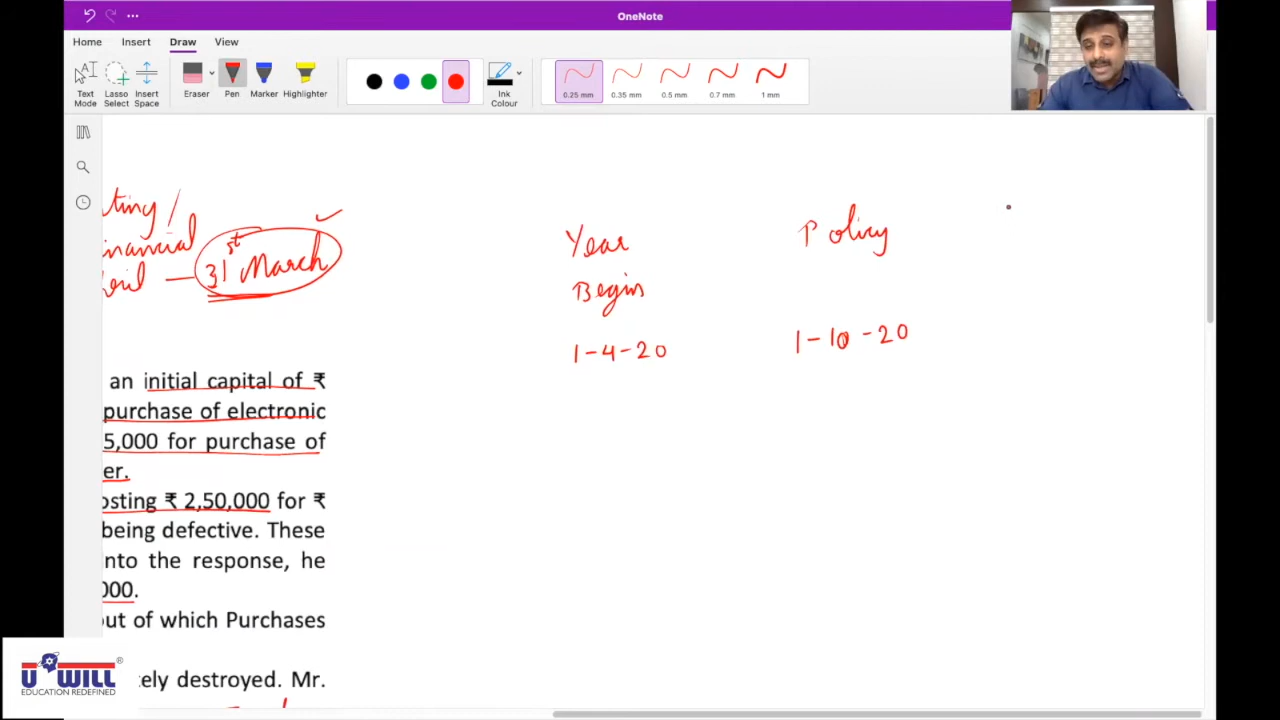 OneNote
Home Insert Draw View
Text Mode
Lasso Select
Insert Space
Eraser
Pen
Marker
Highlighter
Ink Colour
0.25 mm 0.35 mm 0.5 mm 0.7 mm 1 mm
ting /
inancial
31st March
Year
Begin
1-4-20
Policy
1-10-20
an initial capital of ₹
purchase of electronic
5,000 for purchase of
er.
osting ₹ 2,50,000 for ₹
being defective. These
nto the response, he
000.
out of which Purchases
tely destroyed. Mr.
U WILL
EDUCATION REDEFINED